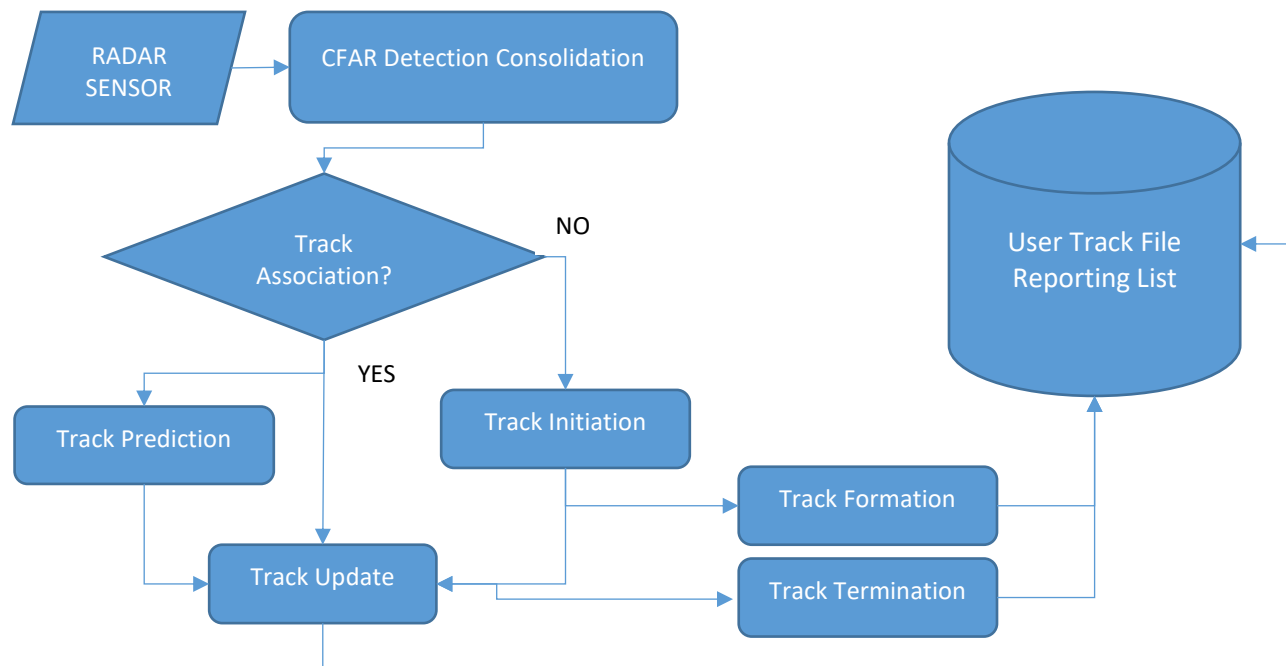 RADAR
SENSOR
CFAR Detection Consolidation
Track
Association?
NO
YES
User Track File
Reporting List
Track Prediction
Track Initiation
Track Formation
Track Update
Track Termination